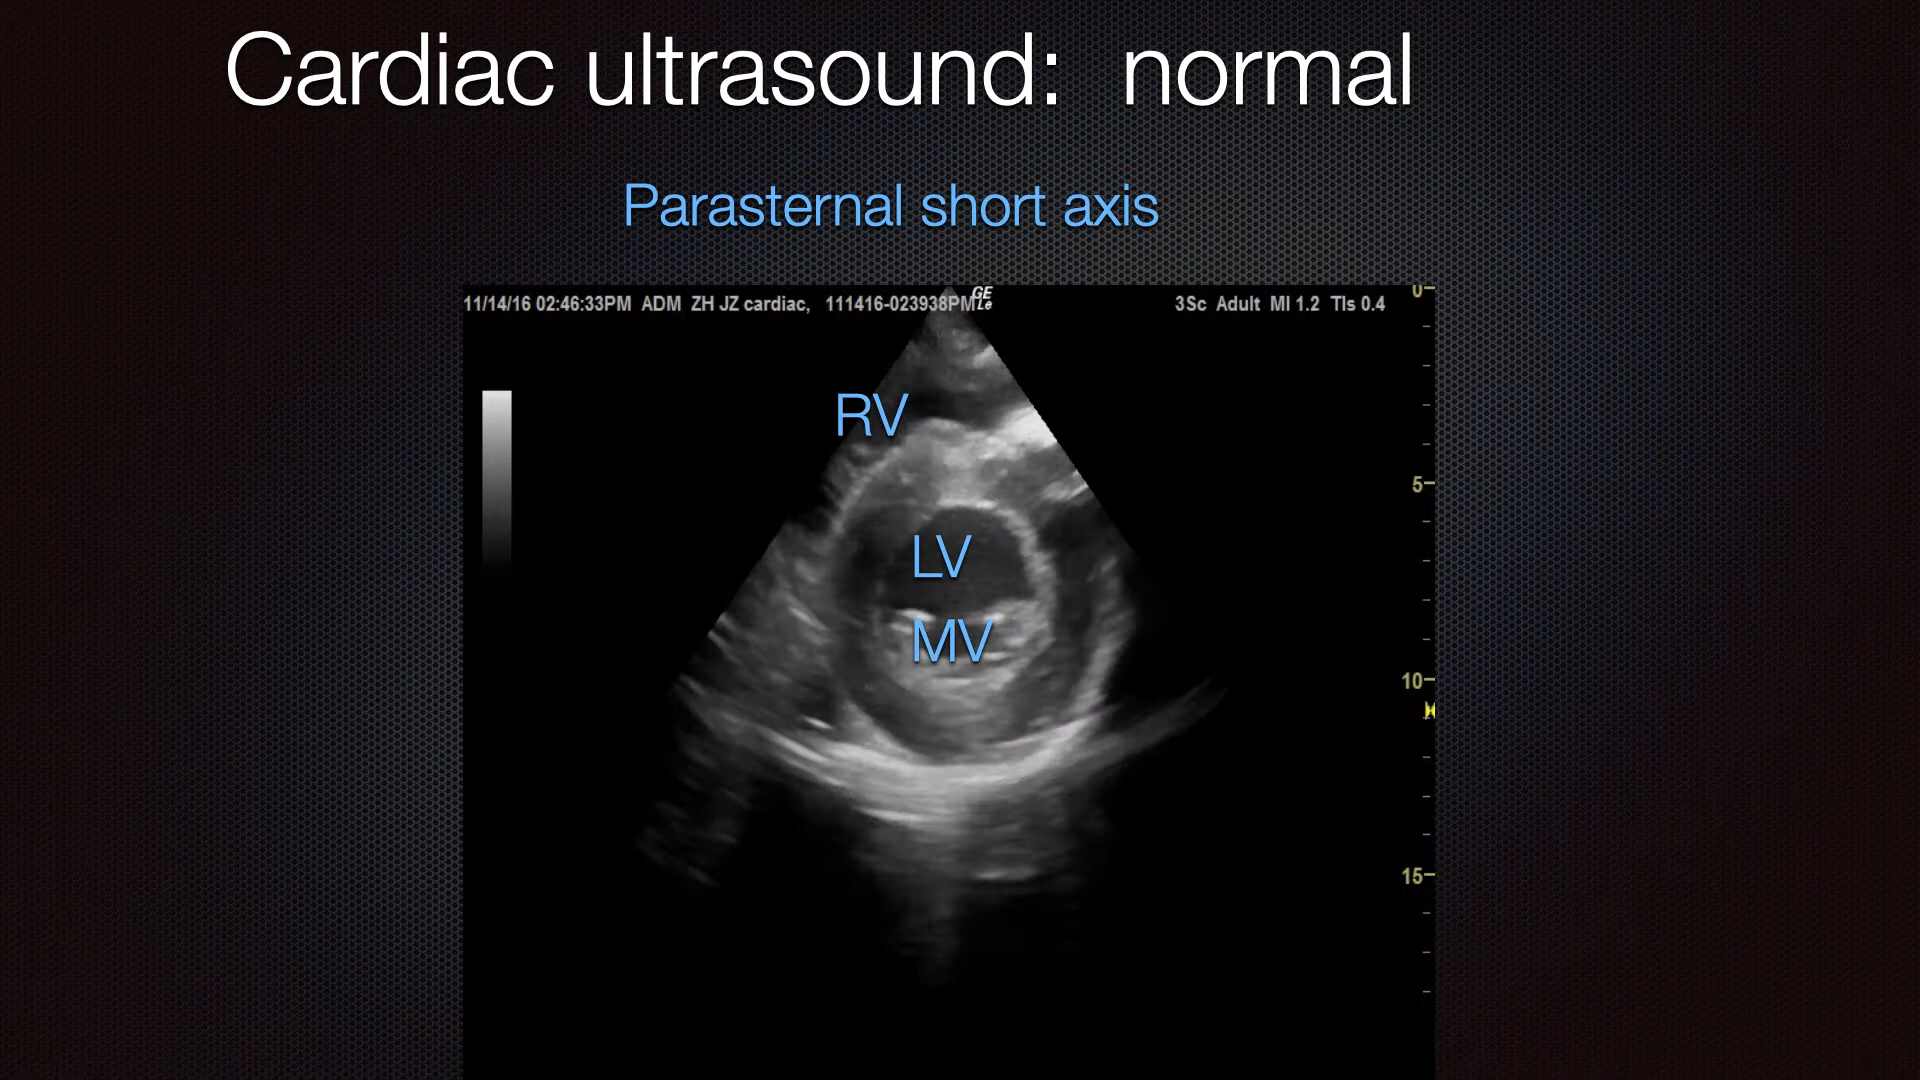 Cardiac ultrasound: normal
Parasternal short axis
11/14/16 02:46:33PM ADM ZH JZ cardiac, 111416-023938PM GE Le 3Sc Adult MI 1.2 TIs 0.4
0
RV
5
LV
MV
10
15